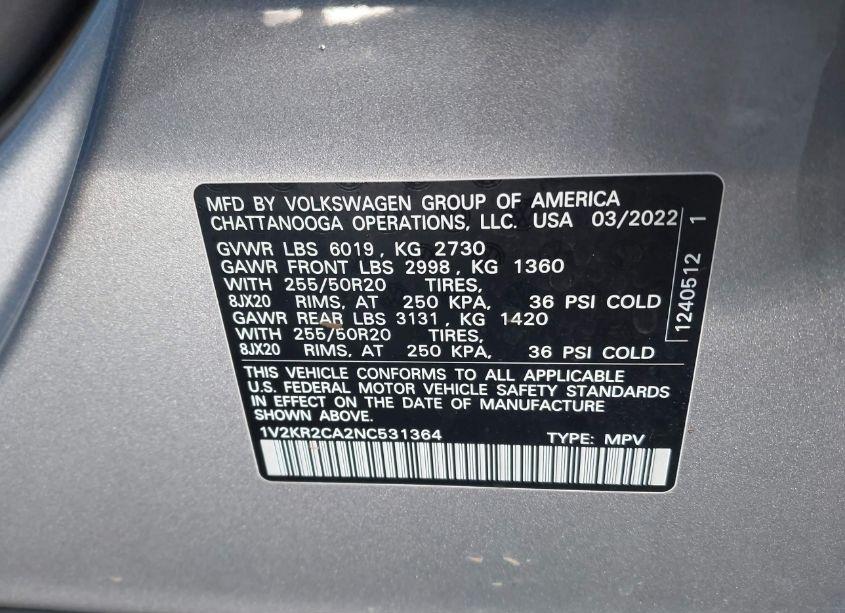 MFD BY VOLKSWAGEN GROUP OF AMERICA
CHATTANOOGA OPERATIONS, LLC. USA 03/2022
GVWR LBS 6019, KG 2730
GAWR FRONT LBS 2998, KG 1360
WITH 255/50R20 TIRES,
8JX20 RIMS, AT 250 KPA, 36 PSI COLD
GAWR REAR LBS 3131, KG 1420
WITH 255/50R20 TIRES,
8JX20 RIMS, AT 250 KPA, 36 PSI COLD
THIS VEHICLE CONFORMS TO ALL APPLICABLE
U.S. FEDERAL MOTOR VEHICLE SAFETY STANDARDS
IN EFFECT ON THE DATE OF MANUFACTURE
SHOWN ABOVE.
1V2KR2CA2NC531364 TYPE: MPV
1240512 1